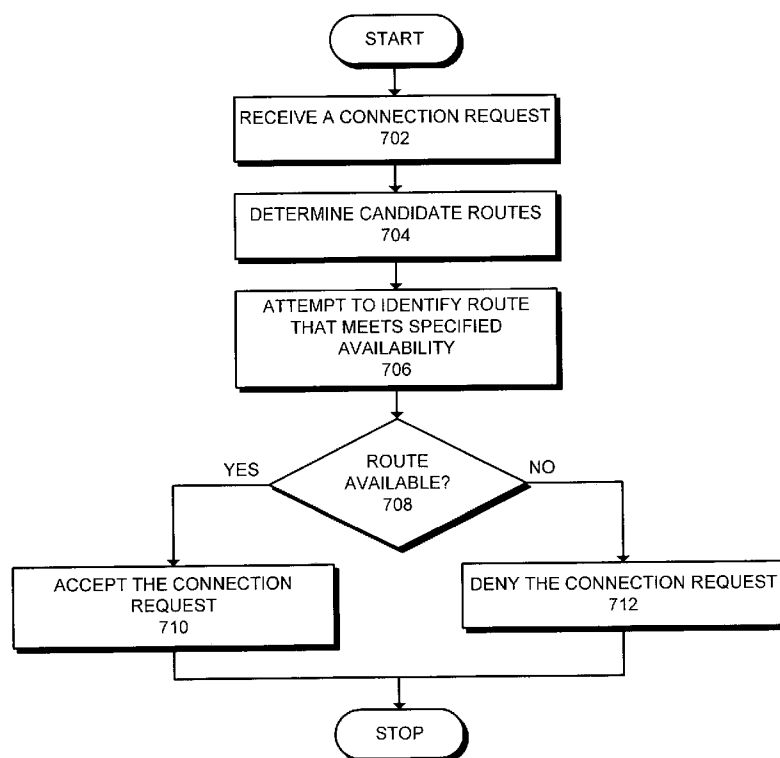 START
RECEIVE A CONNECTION REQUEST
702
DETERMINE CANDIDATE ROUTES
704
ATTEMPT TO IDENTIFY ROUTE
THAT MEETS SPECIFIED
AVAILABILITY
706
YES
ROUTE
AVAILABLE?
708
NO
ACCEPT THE CONNECTION
REQUEST
710
DENY THE CONNECTION REQUEST
712
STOP